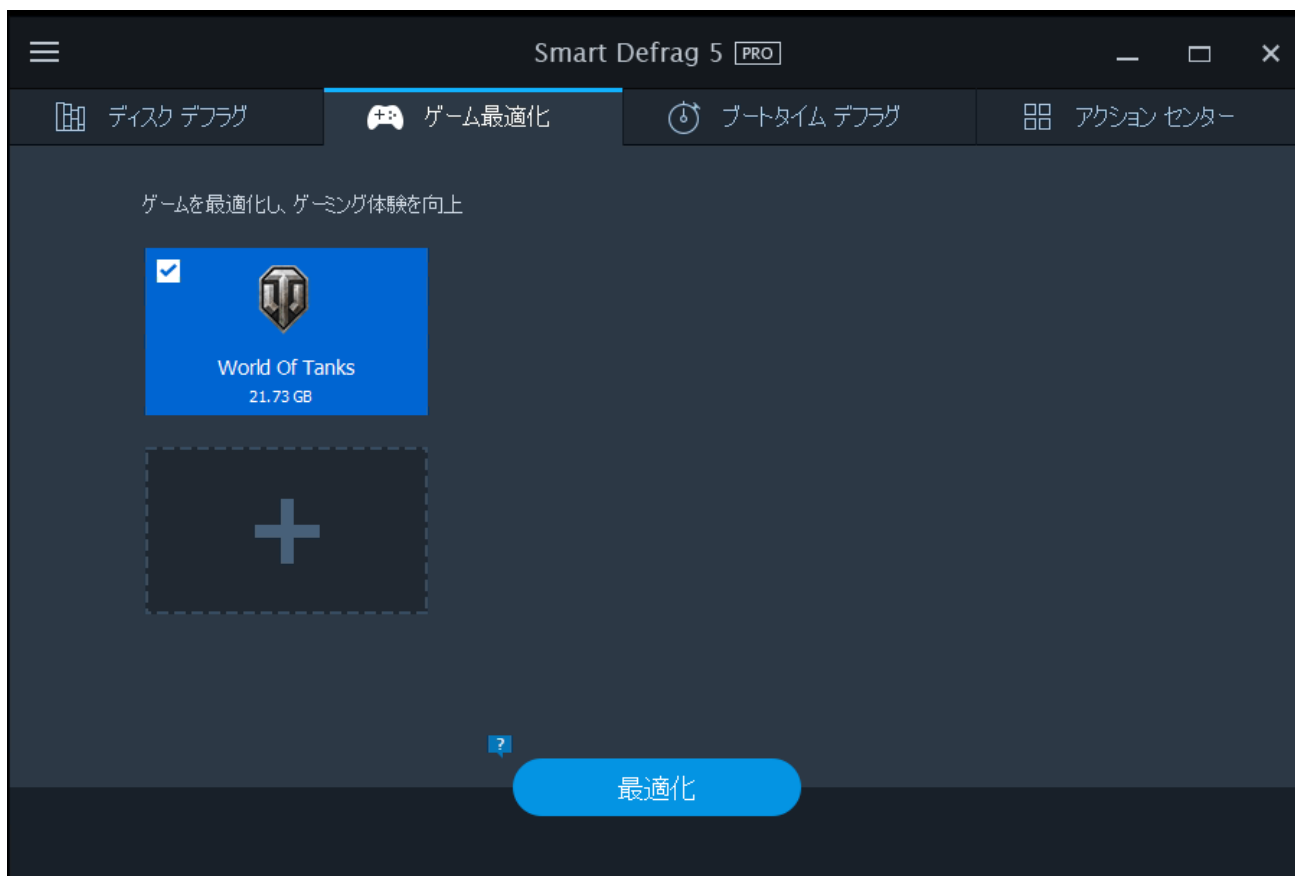 Smart Defrag 5 PRO
ディスク デフラグ
ゲーム最適化
ブートタイム デフラグ
アクション センター
ゲームを最適化し、ゲーミング体験を向上
World Of Tanks
21.73 GB
?
最適化